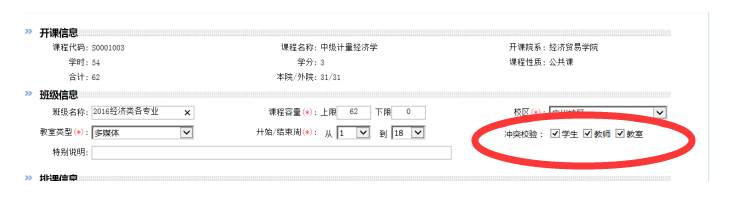 开课信息
课程代码: S0001003 课程名称: 中级计量经济学 开课院系: 经济贸易学院
学时: 54 学分: 3 课程性质: 公共课
合计: 62 本院/外院: 31/31
班级信息
班级名称: 2016经济类各专业 × 课程容量(*): 上限 62 下限 0 校区(*):
教室类型(*): 多媒体 开始/结束周(*): 从 1 到 18 冲突校验: 学生 教师 教室
特别说明:
排课信息